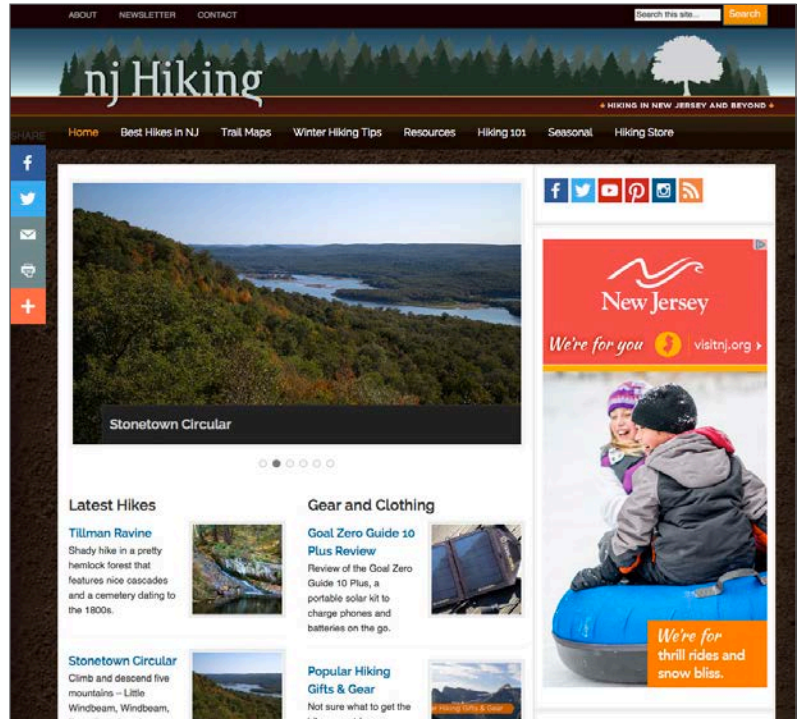 ABOUT NEWSLETTER CONTACT
Search this site...
Search
nj Hiking
HIKING IN NEW JERSEY AND BEYOND
SHARE
Home Best Hikes in NJ Trail Maps Winter Hiking Tips Resources Hiking 101 Seasonal Hiking Store
New Jersey
We're for you
visitnj.org
Stonetown Circular
Latest Hikes
Tillman Ravine
Shady hike in a pretty
hemlock forest that
features nice cascades
and a cemetery dating to
the 1800s.
Stonetown Circular
Climb and descend five
mountains – Little
Windbeam, Windbeam,
Gear and Clothing
Goal Zero Guide 10
Plus Review
Review of the Goal Zero
Guide 10 Plus, a
portable solar kit to
charge phones and
batteries on the go.
Popular Hiking
Gifts & Gear
Not sure what to get the
Hiking Gifts & Gear
We're for
thrill rides and
snow bliss.